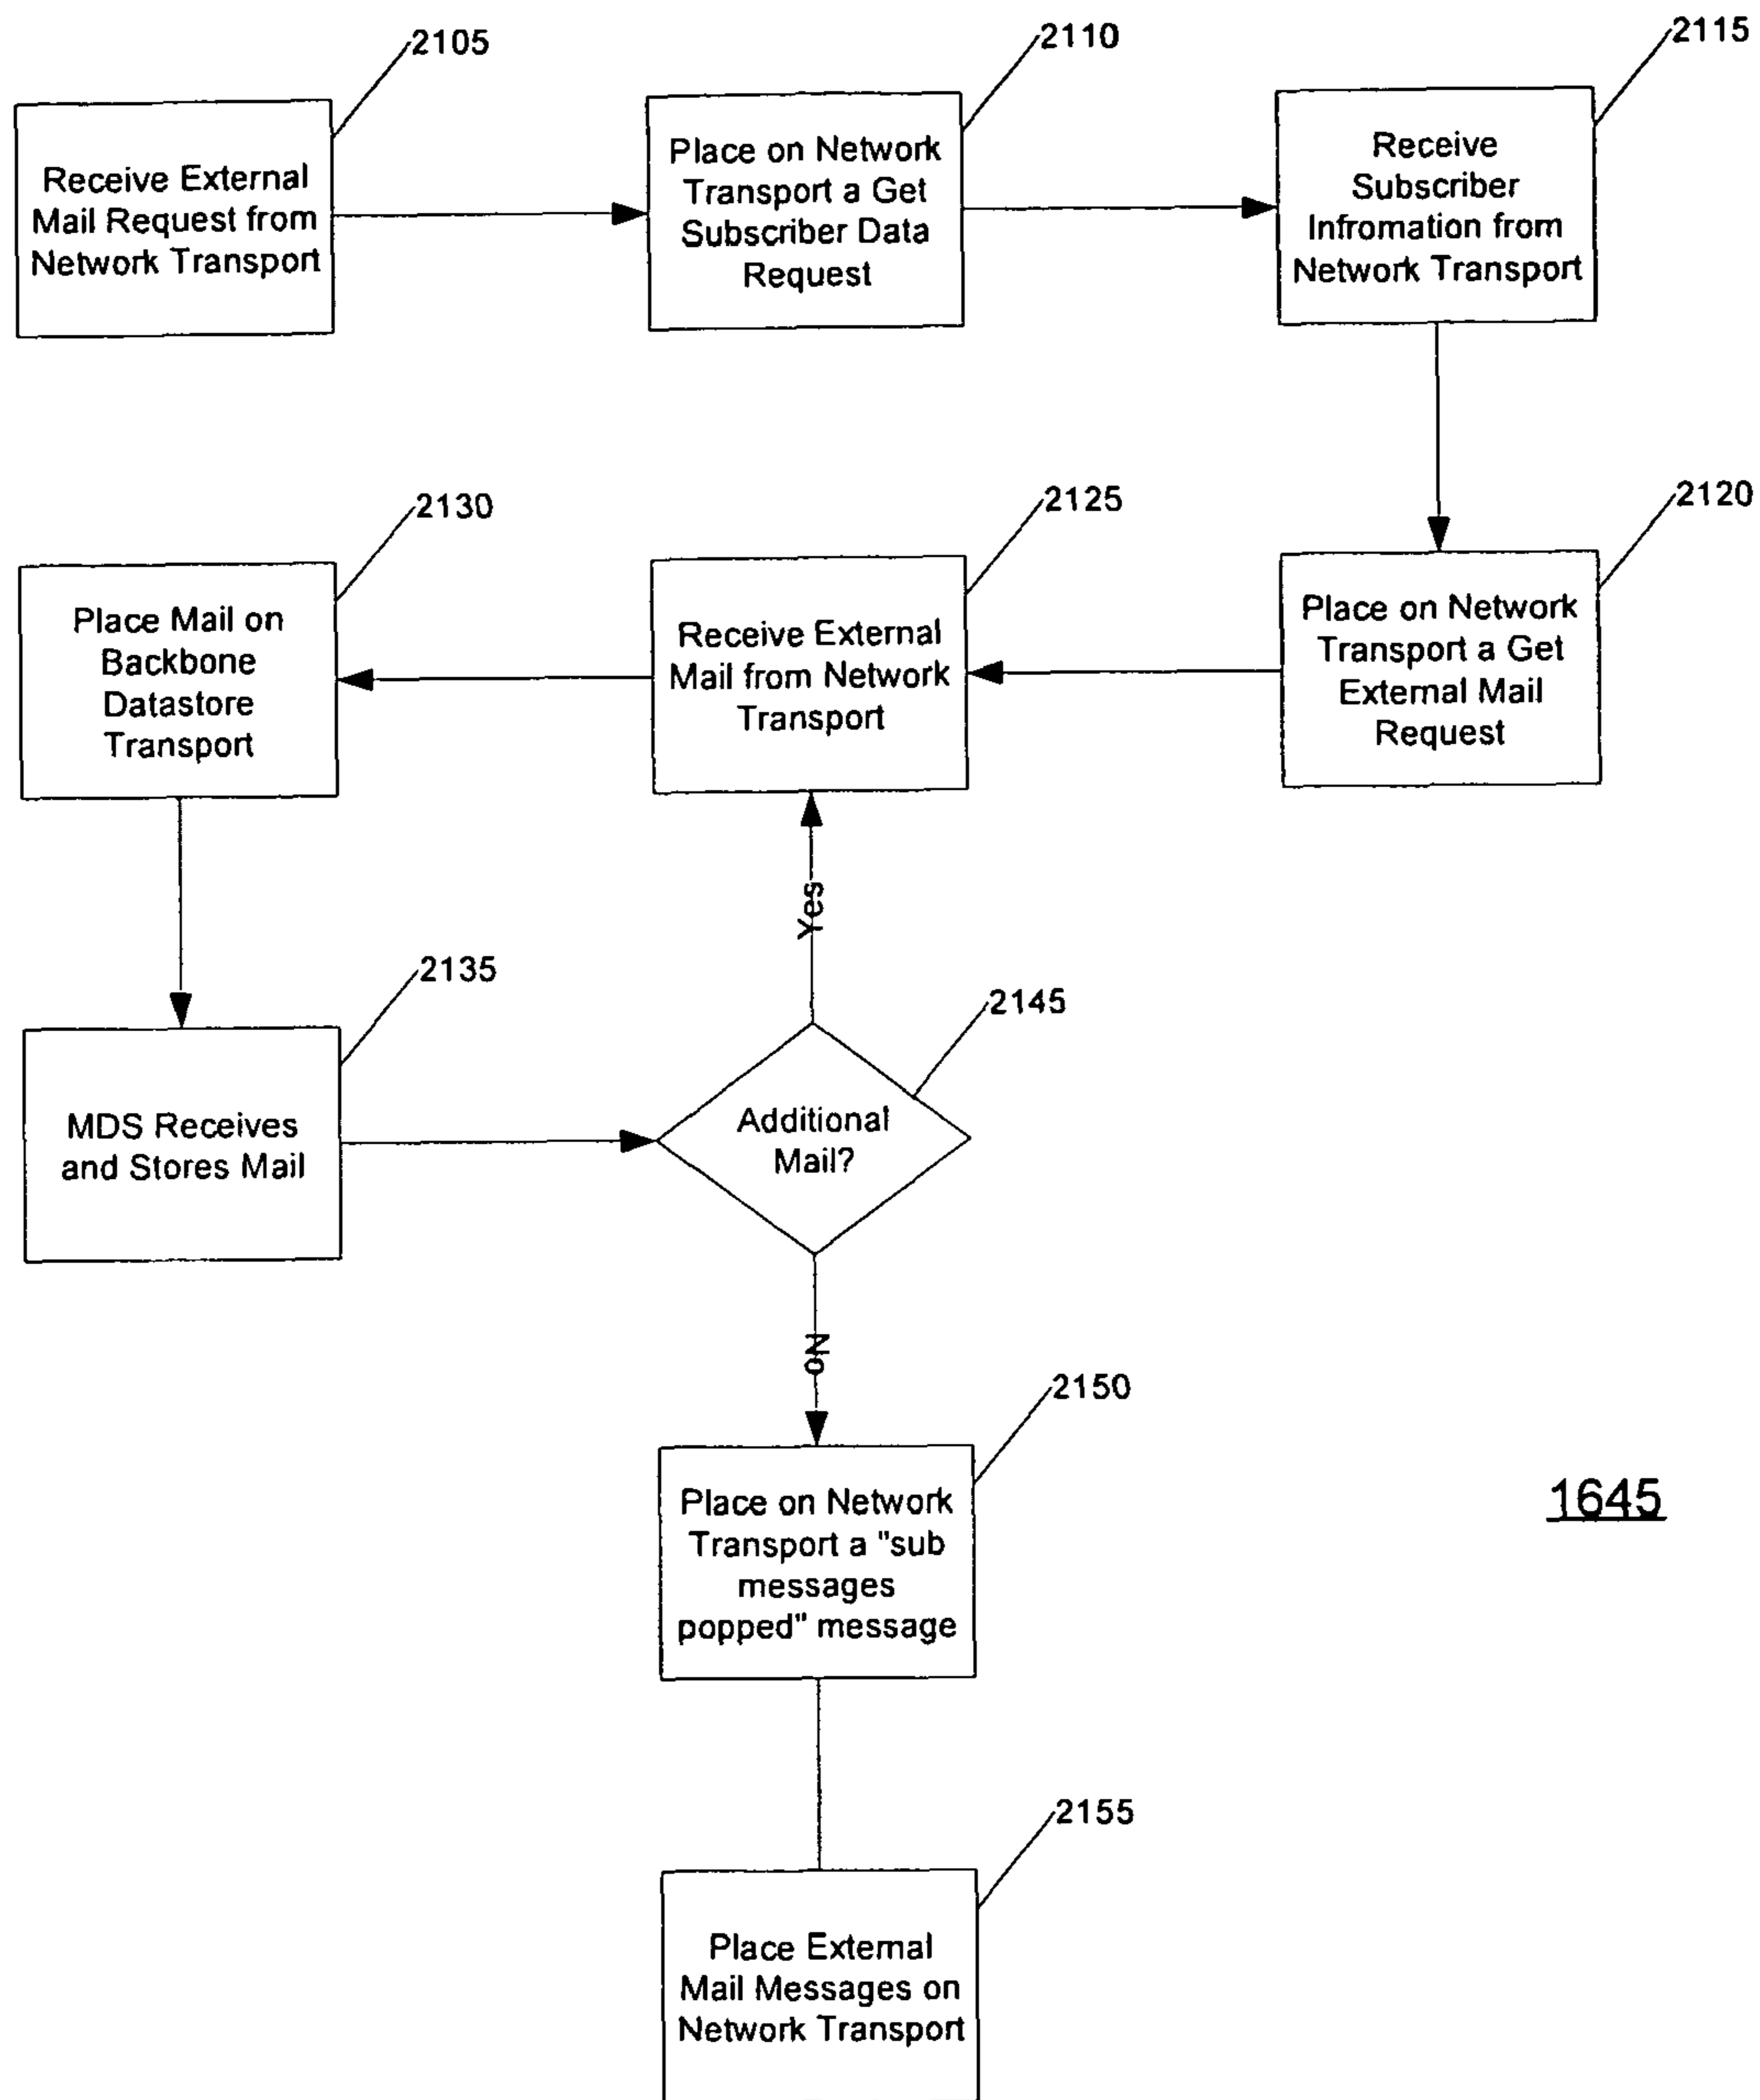 2105
Receive External
Mail Request from
Network Transport
2110
Place on Network
Transport a Get
Subscriber Data
Request
2115
Receive
Subscriber
Infromation from
Network Transport
2120
Place on Network
Transport a Get
External Mail
Request
2125
Receive External
Mail from Network
Transport
2130
Place Mail on
Backbone
Datastore
Transport
2135
MDS Receives
and Stores Mail
2145
Additional
Mail?
Yes
No
2150
Place on Network
Transport a "sub
messages
popped" message
1645
2155
Place External
Mail Messages on
Network Transport